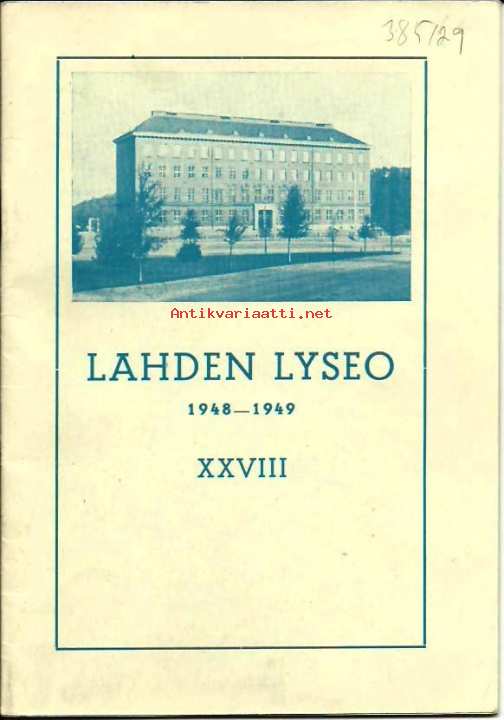 385/29
Antikvariaatti.net
LAHDEN LYSEO
1948—1949
XXVIII